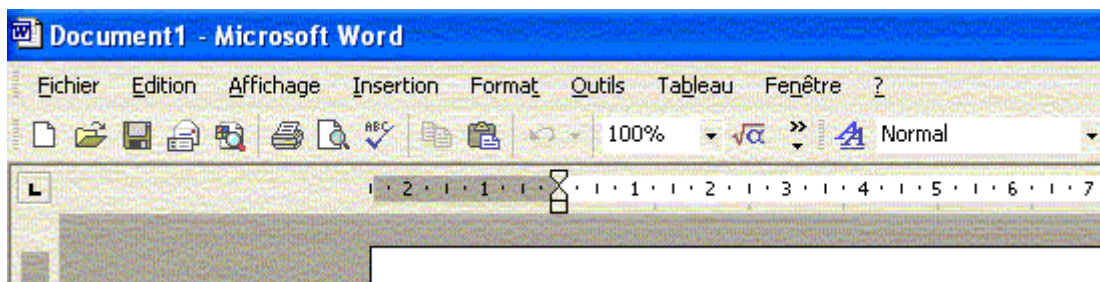 Document1 - Microsoft Word
Fichier Edition Affichage Insertion Format Outils Tableau Fenêtre ?
ABC 100% √α » A Normal
L 2 1 1 2 3 4 5 6 7